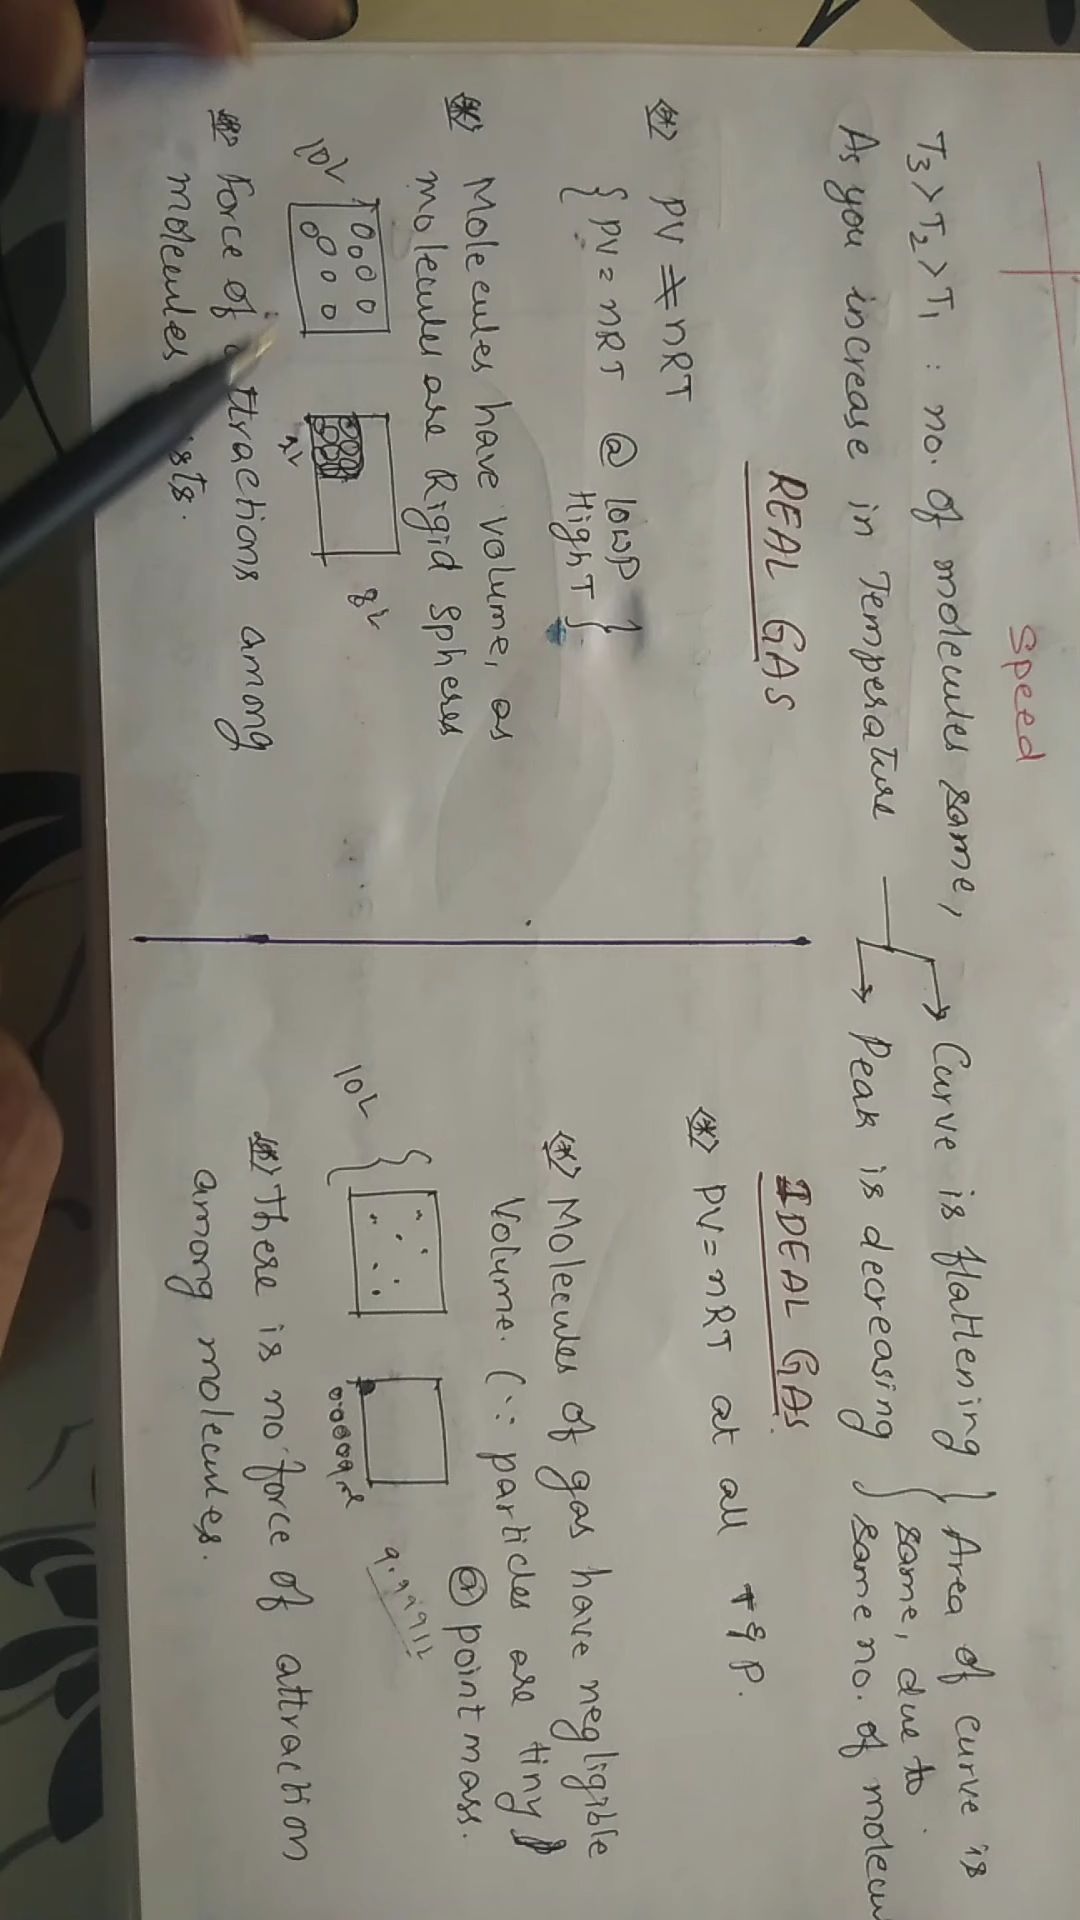 Speed
T3 > T2 > T1 : no. of molecules same,
As you increase in Temperature
→ Curve is flattening
→ Peak is decreasing
} Area of curve is
same, due to
same no. of molecu
REAL GAS
<*> PV ≠ nRT
{ PV = nRT @ low P
High T }
<*> Molecules have volume, as
molecules are Rigid Spheres
10L
2L
8L
<*> force of attractions among
molecules
IDEAL GAS
<*> PV = nRT at all T & P.
<*> Molecules of gas have negligible
Volume. (∵ particles are tiny
@ point mass.
10L
<*> There is no force of attraction
among molecules.